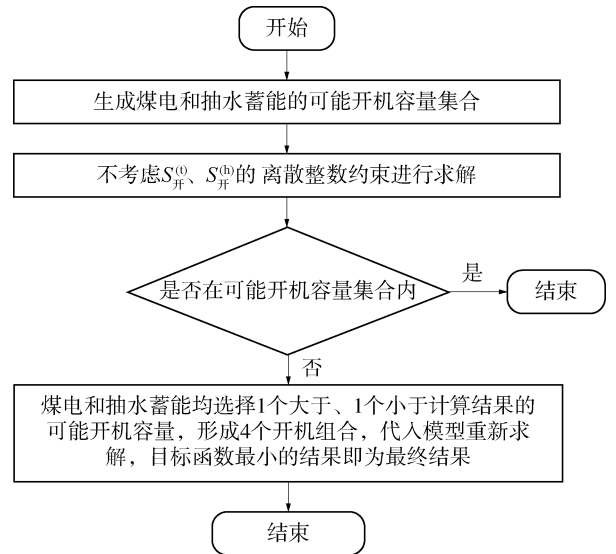 开始
生成煤电和抽水蓄能的可能开机容量集合
不考虑S开(t)、S开(h)的 离散整数约束进行求解
是否在可能开机容量集合内
是
结束
否
煤电和抽水蓄能均选择1个大于、1个小于计算结果的
可能开机容量，形成4个开机组合，代入模型重新求
解，目标函数最小的结果即为最终结果
结束